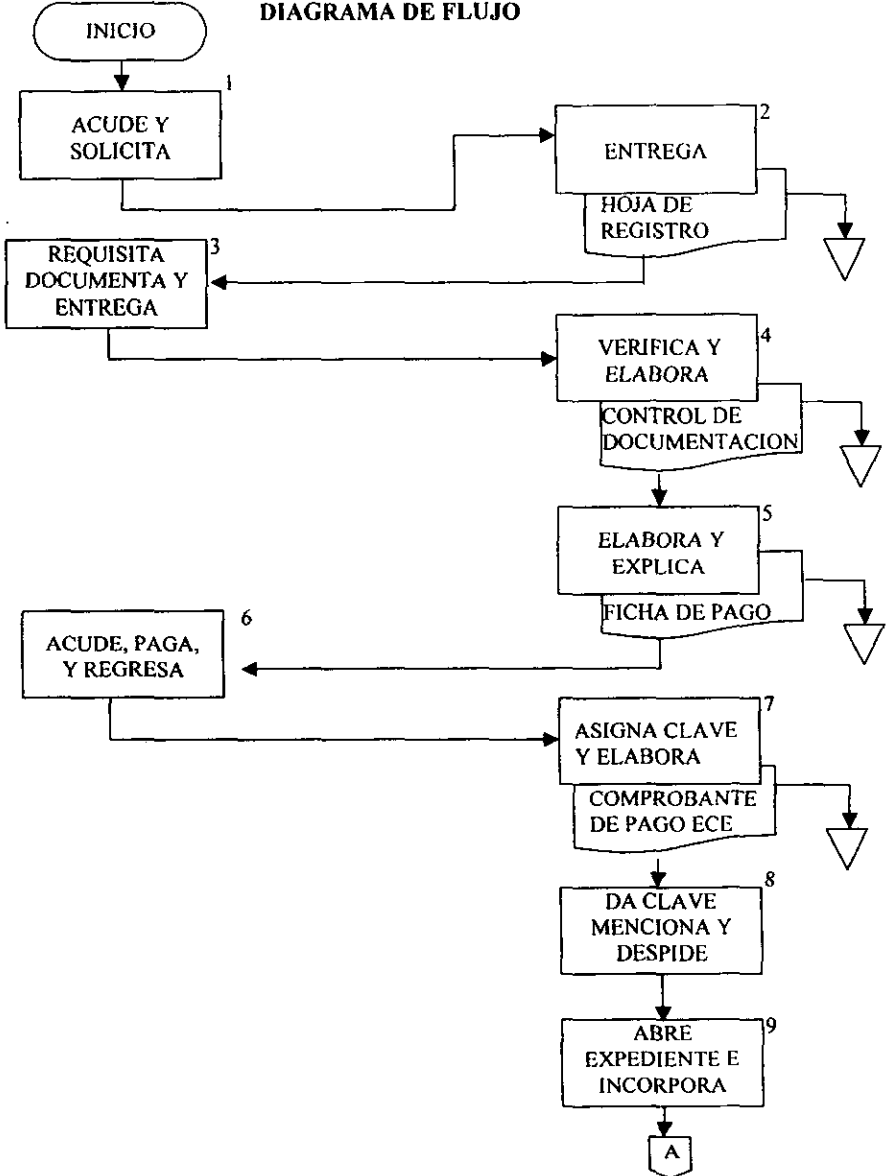 DIAGRAMA DE FLUJO
INICIO
1
ACUDE Y
SOLICITA
2
ENTREGA
HOJA DE
REGISTRO
3
REQUISITA
DOCUMENTA Y
ENTREGA
4
VERIFICA Y
ELABORA
CONTROL DE
DOCUMENTACION
5
ELABORA Y
EXPLICA
FICHA DE PAGO
6
ACUDE, PAGA,
Y REGRESA
7
ASIGNA CLAVE
Y ELABORA
COMPROBANTE
DE PAGO ECE
8
DA CLAVE
MENCIONA Y
DESPIDE
9
ABRE
EXPEDIENTE E
INCORPORA
A